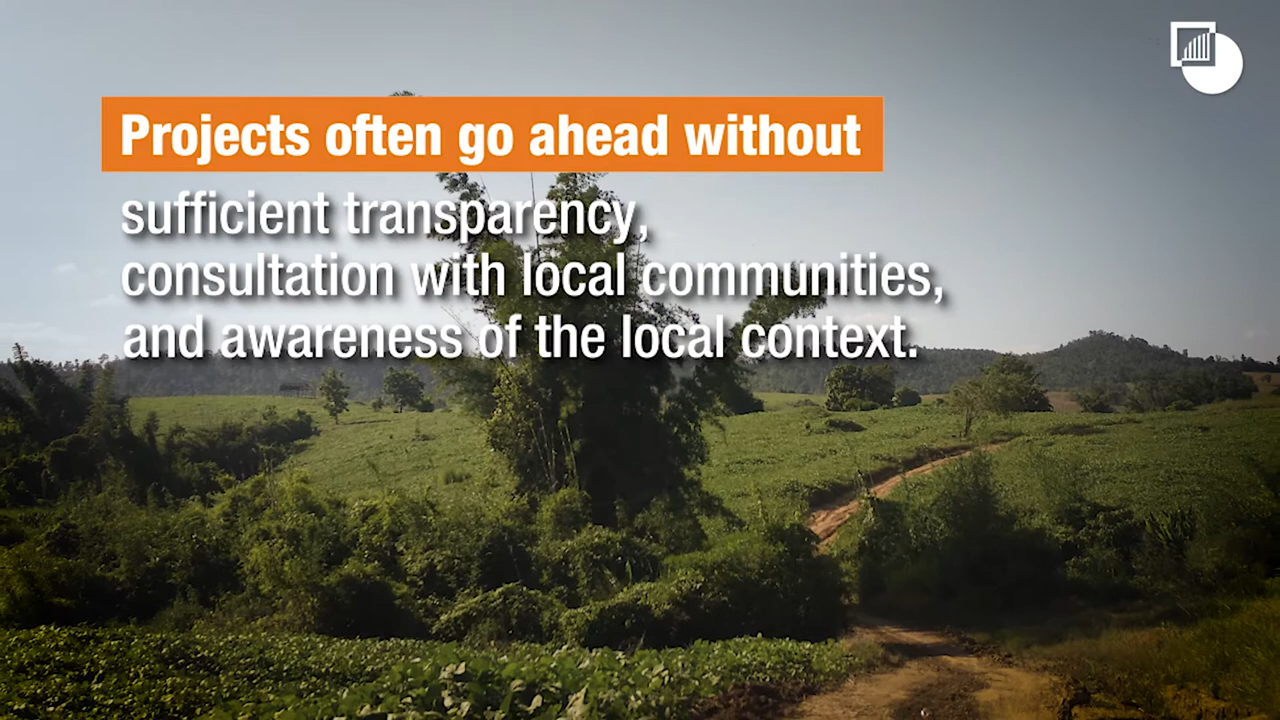 Projects often go ahead without
sufficient transparency,
consultation with local communities,
and awareness of the local context.